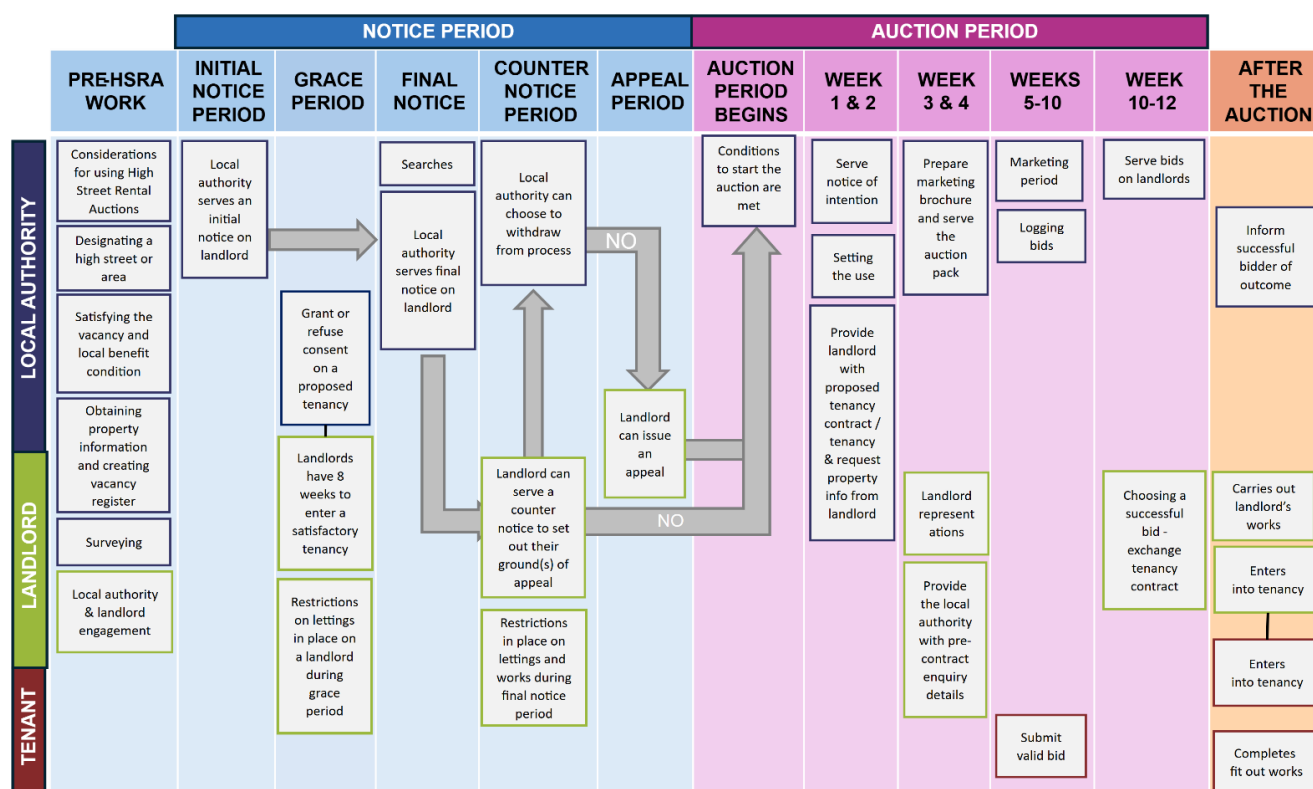 NOTICE PERIOD
AUCTION PERIOD
PRE-HSRA
WORK
INITIAL
NOTICE
PERIOD
GRACE
PERIOD
FINAL
NOTICE
COUNTER
NOTICE
PERIOD
APPEAL
PERIOD
AUCTION
PERIOD
BEGINS
WEEK
1 & 2
WEEK
3 & 4
WEEKS
5-10
WEEK
10-12
AFTER
THE
AUCTION
LOCAL AUTHORITY
LANDLORD
TENANT
Considerations
for using High
Street Rental
Auctions
Designating a
high street or
area
Satisfying the
vacancy and
local benefit
condition
Obtaining
property
information
and creating
vacancy
register
Surveying
Local authority
& landlord
engagement
Local
authority
serves an
initial
notice on
landlord
Grant or
refuse
consent
on a
proposed
tenancy
Landlords
have 8
weeks to
enter a
satisfactory
tenancy
Restrictions
on lettings
in place on
a landlord
during
grace
period
Searches
Local
authority
serves final
notice on
landlord
Local
authority can
choose to
withdraw
from process
NO
Landlord can
serve a
counter
notice to set
out their
ground(s) of
appeal
NO
Restrictions
in place on
lettings and
works during
final notice
period
Landlord
can issue
an
appeal
Conditions
to start the
auction are
met
Serve
notice of
intention
Setting
the use
Provide
landlord
with
proposed
tenancy
contract /
tenancy
& request
property
info from
landlord
Prepare
marketing
brochure
and serve
the
auction
pack
Landlord
represent
ations
Provide
the local
authority
with pre-
contract
enquiry
details
Marketing
period
Logging
bids
Submit
valid bid
Serve bids
on landlords
Choosing a
successful
bid -
exchange
tenancy
contract
Inform
successful
bidder of
outcome
Carries out
landlord's
works
Enters
into tenancy
Enters
into tenancy
Completes
fit out works